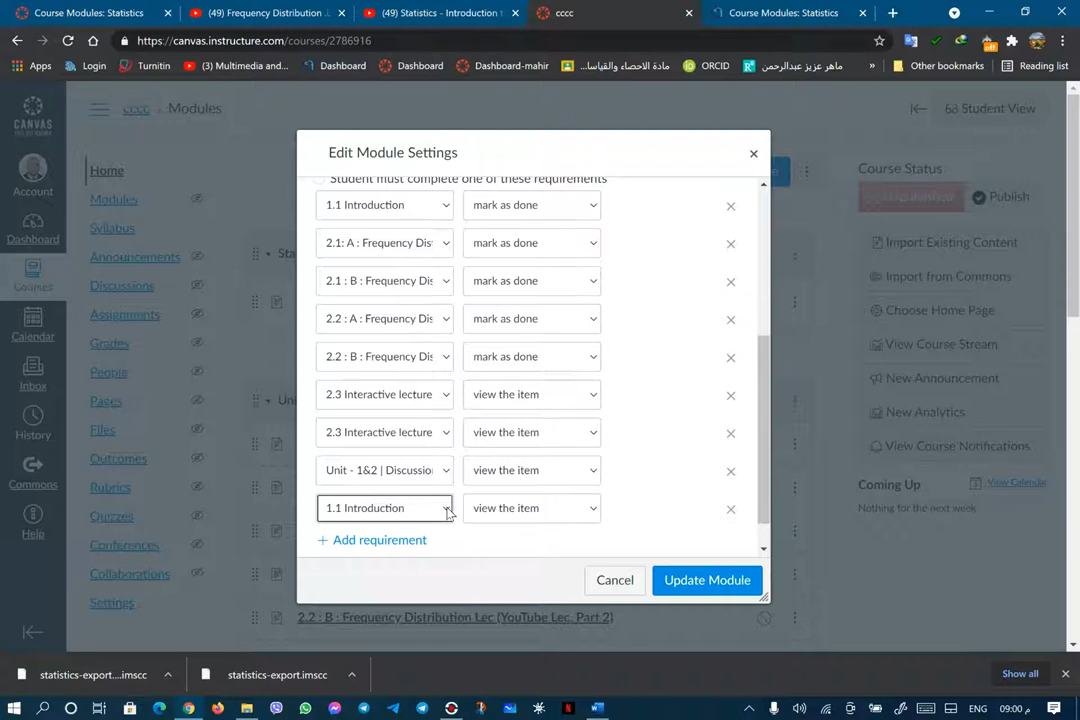 Course Modules: Statistics
(49) Frequency Distribution
(49) Statistics - Introduction
cccc
Course Modules: Statistics
https://canvas.instructure.com/courses/2786916
Apps
Login
Turnitin
(3) Multimedia and...
Dashboard
Dashboard
Dashboard-mahir
مادة الاحصاء والقياسا...
ORCID
ماهر عزيز عبدالرحمن
»
Other bookmarks
Reading list
CANVAS
Account
Dashboard
Courses
Calendar
Inbox
History
Commons
Help
cccc
Modules
Student View
Home
Modules
Syllabus
Announcements
Discussions
Assignments
Grades
People
Pages
Files
Outcomes
Rubrics
Quizzes
Conferences
Collaborations
Settings
Edit Module Settings
Student must complete one of these requirements
1.1 Introduction
mark as done
2.1: A : Frequency Dis
mark as done
2.1 : B : Frequency Dis
mark as done
2.2 : A : Frequency Dis
mark as done
2.2 : B : Frequency Dis
mark as done
2.3 Interactive lecture
view the item
2.3 Interactive lecture
view the item
Unit - 1&2 | Discussion
view the item
1.1 Introduction
view the item
+ Add requirement
Cancel
Update Module
2.2 : B : Frequency Distribution Lec (YouTube Lec, Part 2)
Course Status
Publish
Import Existing Content
Import from Commons
Choose Home Page
View Course Stream
New Announcement
New Analytics
View Course Notifications
Coming Up
View Calendar
Nothing for the next week
statistics-export....imscc
statistics-export.imscc
Show all
ENG
م 09:00